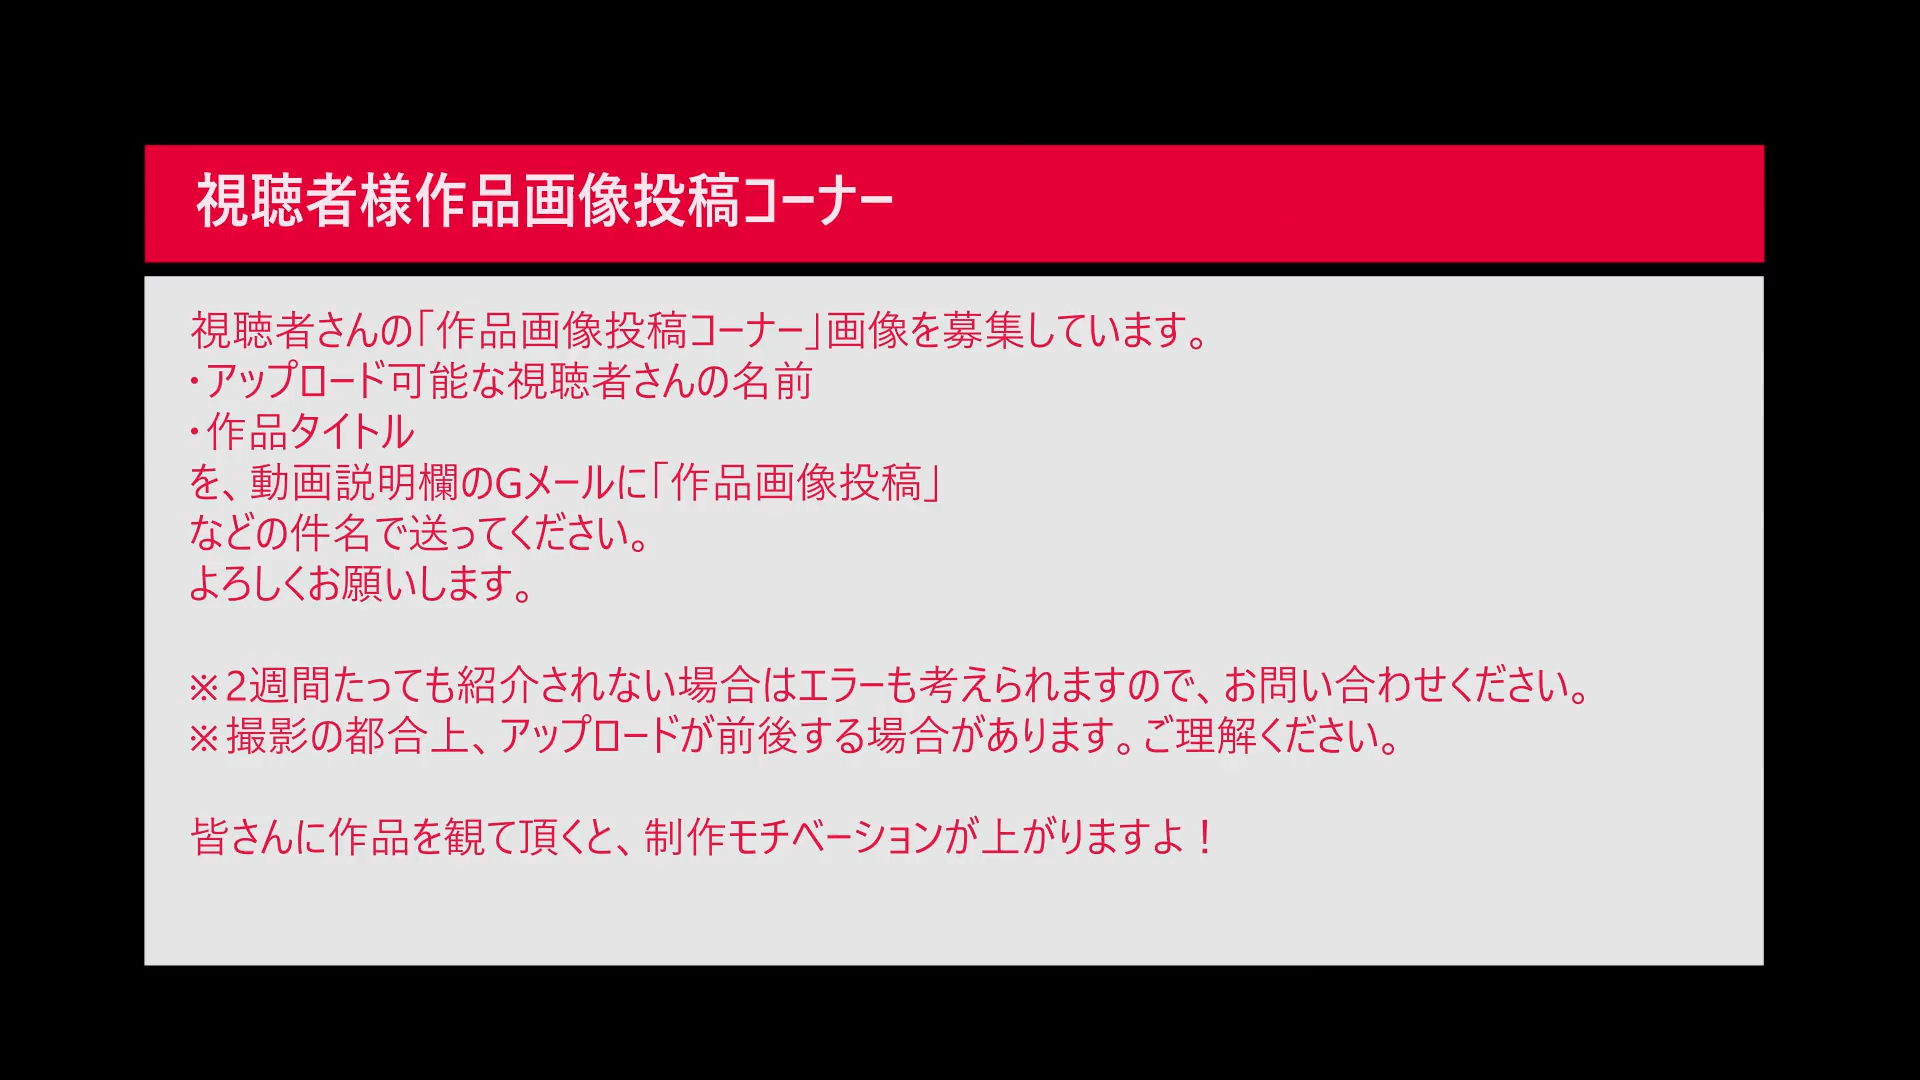 視聴者様作品画像投稿コーナー
視聴者さんの「作品画像投稿コーナー」画像を募集しています。
・アップロード可能な視聴者さんの名前
・作品タイトル
を、動画説明欄のGメールに「作品画像投稿」
などの件名で送ってください。
よろしくお願いします。
※2週間たっても紹介されない場合はエラーも考えられますので、お問い合わせください。
※撮影の都合上、アップロードが前後する場合があります。ご理解ください。
皆さんに作品を観て頂くと、制作モチベーションが上がりますよ！